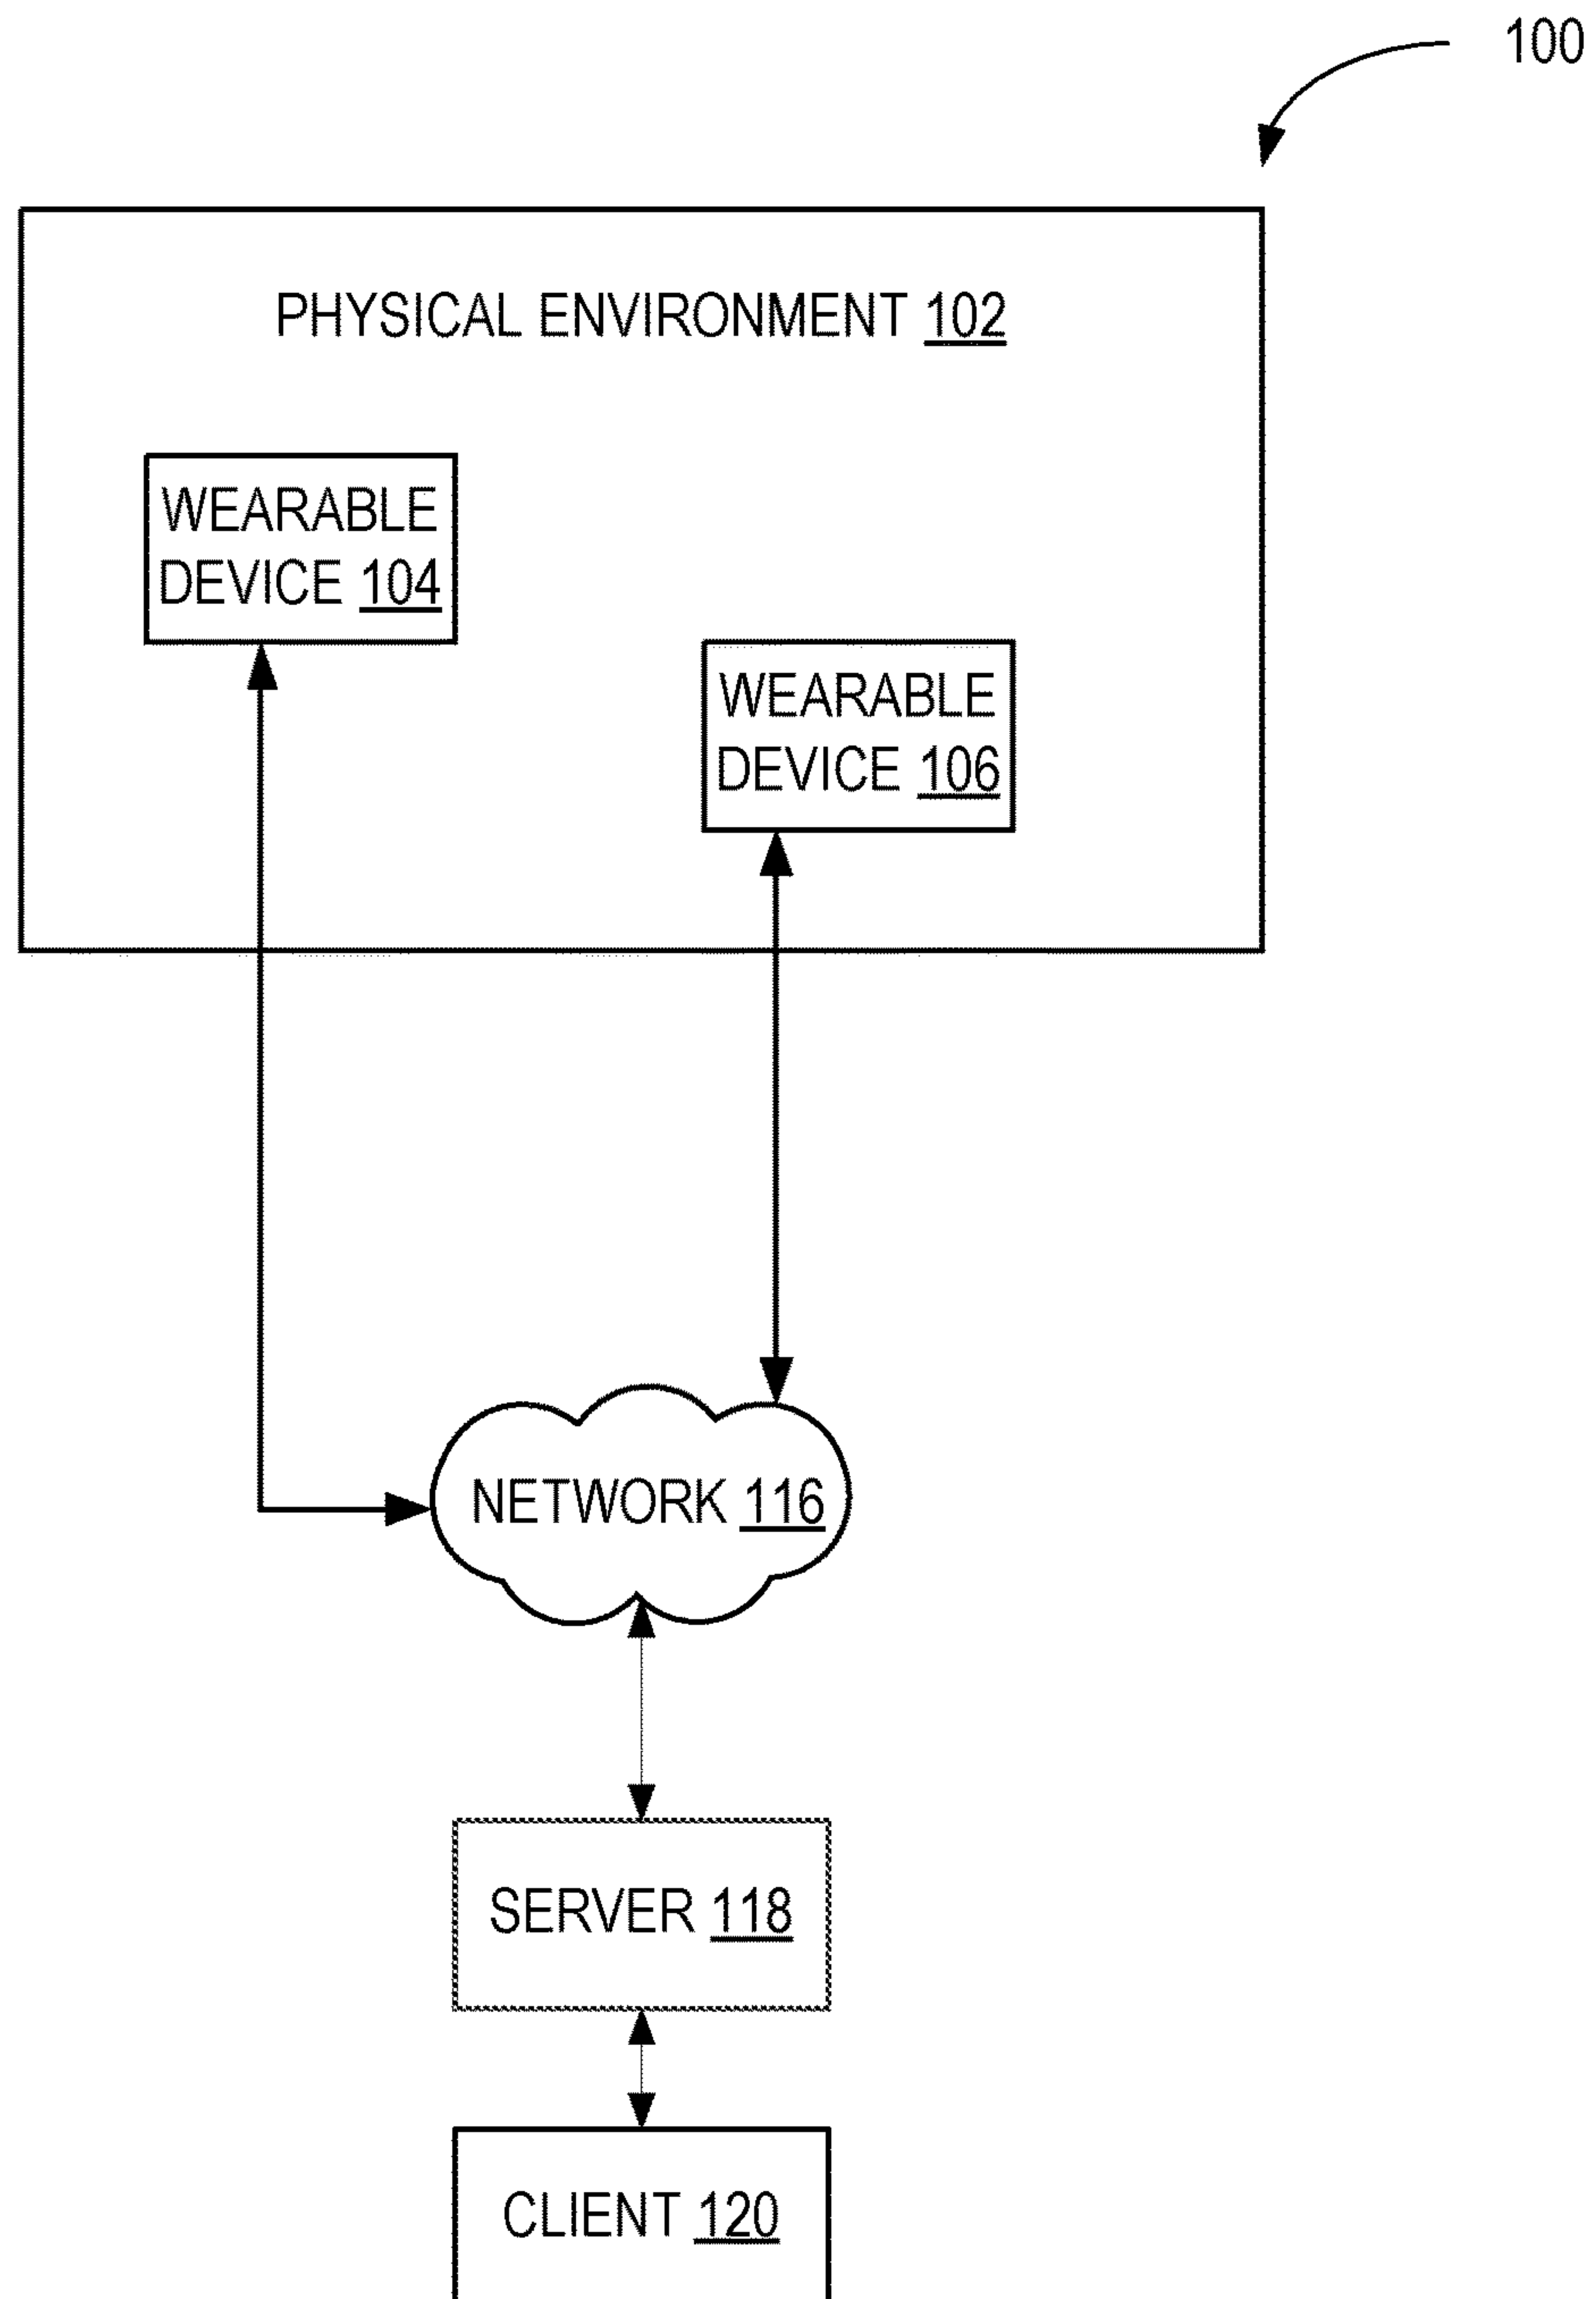 100
PHYSICAL ENVIRONMENT 102
WEARABLE
DEVICE 104
WEARABLE
DEVICE 106
NETWORK 116
SERVER 118
CLIENT 120